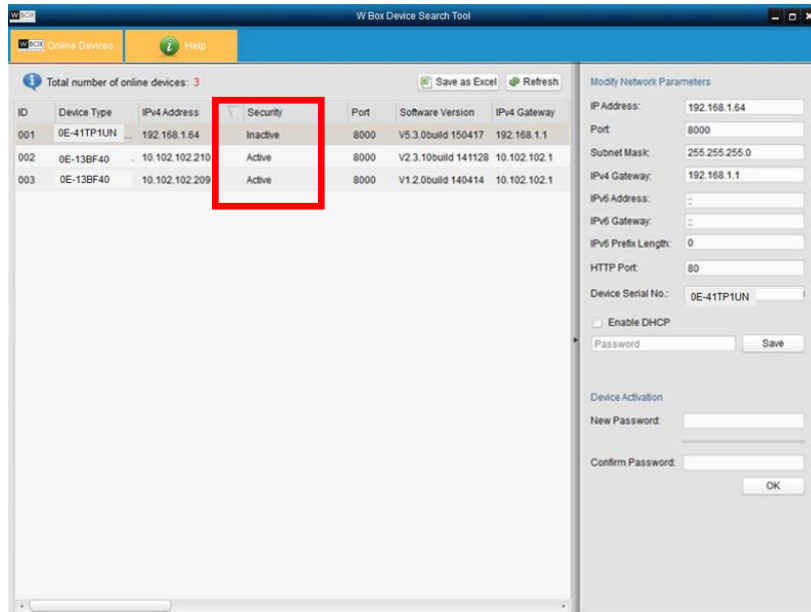 W BOX W Box Device Search Tool
W BOX Online Devices Help
Total number of online devices: 3 Save as Excel Refresh
ID Device Type IPv4 Address Security Port Software Version IPv4 Gateway
001 0E-41TP1UN ... 192.168.1.64 Inactive 8000 V5.3.0build 150417 192.168.1.1
002 0E-13BF40 . 10.102.102.210 Active 8000 V2.3.10build 141128 10.102.102.1
003 0E-13BF40 10.102.102.209 Active 8000 V1.2.0build 140414 10.102.102.1
Modify Network Parameters
IP Address: 192.168.1.64
Port: 8000
Subnet Mask: 255.255.255.0
IPv4 Gateway: 192.168.1.1
IPv6 Address: ::
IPv6 Gateway: ::
IPv6 Prefix Length: 0
HTTP Port: 80
Device Serial No.: 0E-41TP1UN
Enable DHCP
Password Save
Device Activation
New Password:
Confirm Password:
OK